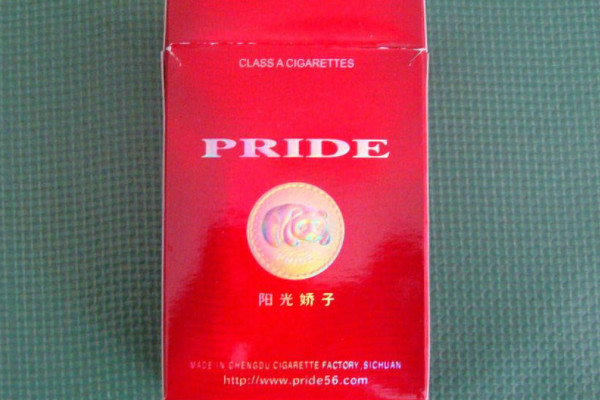 CLASS A CIGARETTES
PRIDE
阳光娇子
MADE IN CHENGDU CIGARETTE FACTORY,SICHUAN
http://www.pride56.com